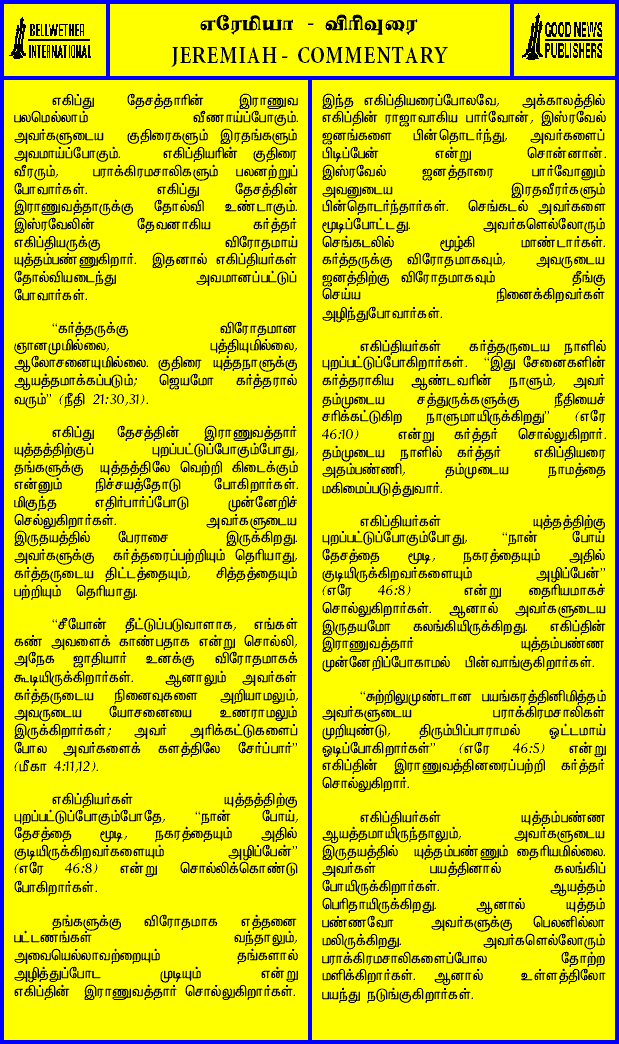 BELLWETHER
INTERNATIONAL
எரேமியா - விரிவுரை
JEREMIAH - COMMENTARY
GOOD NEWS
PUBLISHERS
எகிப்து தேசத்தாரின் இராணுவ
பலமெல்லாம் வீணாய்ப்போகும்.
அவர்களுடைய குதிரைகளும் இரதங்களும்
அவமாய்ப்போகும். எகிப்தியரின் குதிரை
வீரரும், பராக்கிரமசாலிகளும் பலனற்றுப்
போவார்கள். எகிப்து தேசத்தின்
இராணுவத்தாருக்கு தோல்வி உண்டாகும்.
இஸ்ரவேலின் தேவனாகிய கர்த்தர்
எகிப்தியருக்கு விரோதமாய்
யுத்தம்பண்ணுகிறார். இதனால் எகிப்தியர்கள்
தோல்வியடைந்து அவமானப்பட்டுப்
போவார்கள்.
“கர்த்தருக்கு விரோதமான
ஞானமுமில்லை, புத்தியுமில்லை,
ஆலோசனையுமில்லை. குதிரை யுத்தநாளுக்கு
ஆயத்தமாக்கப்படும்; ஜெயமோ கர்த்தரால்
வரும்” (நீதி 21:30,31).
எகிப்து தேசத்தின் இராணுவத்தார்
யுத்தத்திற்குப் புறப்பட்டுப்போகும்போது,
தங்களுக்கு யுத்தத்திலே வெற்றி கிடைக்கும்
என்னும் நிச்சயத்தோடு போகிறார்கள்.
மிகுந்த எதிர்பார்ப்போடு முன்னேறிச்
செல்லுகிறார்கள். அவர்களுடைய
இருதயத்தில் பேராசை இருக்கிறது.
அவர்களுக்கு கர்த்தரைப்பற்றியும் தெரியாது,
கர்த்தருடைய திட்டத்தையும், சித்தத்தையும்
பற்றியும் தெரியாது.
“சீயோன் தீட்டுப்படுவாளாக, எங்கள்
கண் அவளைக் காண்பதாக என்று சொல்லி,
அநேக ஜாதியார் உனக்கு விரோதமாகக்
கூடியிருக்கிறார்கள். ஆனாலும் அவர்கள்
கர்த்தருடைய நினைவுகளை அறியாமலும்,
அவருடைய யோசனையை உணராமலும்
இருக்கிறார்கள்; அவர் அரிக்கட்டுகளைப்
போல அவர்களைக் களத்திலே சேர்ப்பார்”
(மீகா 4:11,12).
எகிப்தியர்கள் யுத்தத்திற்கு
புறப்பட்டுப்போகும்போதே, “நான் போய்,
தேசத்தை மூடி, நகரத்தையும் அதில்
குடியிருக்கிறவர்களையும் அழிப்பேன்”
(எரே 46:8) என்று சொல்லிக்கொண்டு
போகிறார்கள்.
தங்களுக்கு விரோதமாக எத்தனை
பட்டணங்கள் வந்தாலும்,
அவையெல்லாவற்றையும் தங்களால்
அழித்துப்போட முடியும் என்று
எகிப்தின் இராணுவத்தார் சொல்லுகிறார்கள்.
இந்த எகிப்தியரைப்போலவே, அக்காலத்தில்
எகிப்தின் ராஜாவாகிய பார்வோன், இஸ்ரவேல்
ஜனங்களை பின்தொடர்ந்து, அவர்களைப்
பிடிப்பேன் என்று சொன்னான்.
இஸ்ரவேல் ஜனத்தாரை பார்வோனும்
அவனுடைய இரதவீரர்களும்
பின்தொடர்ந்தார்கள். செங்கடல் அவர்களை
மூடிப்போட்டது. அவர்களெல்லோரும்
செங்கடலில் மூழ்கி மாண்டார்கள்.
கர்த்தருக்கு விரோதமாகவும், அவருடைய
ஜனத்திற்கு விரோதமாகவும் தீங்கு
செய்ய நினைக்கிறவர்கள்
அழிந்துபோவார்கள்.
எகிப்தியர்கள் கர்த்தருடைய நாளில்
புறப்பட்டுப்போகிறார்கள். “இது சேனைகளின்
கர்த்தராகிய ஆண்டவரின் நாளும், அவர்
தம்முடைய சத்துருக்களுக்கு நீதியைச்
சரிக்கட்டுகிற நாளுமாயிருக்கிறது” (எரே
46:10) என்று கர்த்தர் சொல்லுகிறார்.
தம்முடைய நாளில் கர்த்தர் எகிப்தியரை
அதம்பண்ணி, தம்முடைய நாமத்தை
மகிமைப்படுத்துவார்.
எகிப்தியர்கள் யுத்தத்திற்கு
புறப்பட்டுப்போகும்போது, “நான் போய்
தேசத்தை மூடி, நகரத்தையும் அதில்
குடியிருக்கிறவர்களையும் அழிப்பேன்”
(எரே 46:8) என்று தைரியமாகச்
சொல்லுகிறார்கள். ஆனால் அவர்களுடைய
இருதயமோ கலங்கியிருக்கிறது. எகிப்தின்
இராணுவத்தார் யுத்தம்பண்ண
முன்னேறிப்போகாமல் பின்வாங்குகிறார்கள்.
“சுற்றிலுமுண்டான பயங்கரத்தினிமித்தம்
அவர்களுடைய பராக்கிரமசாலிகள்
முறியுண்டு, திரும்பிப்பாராமல் ஓட்டமாய்
ஓடிப்போகிறார்கள்” (எரே 46:5) என்று
எகிப்தின் இராணுவத்தினரைப்பற்றி கர்த்தர்
சொல்லுகிறார்.
எகிப்தியர்கள் யுத்தம்பண்ண
ஆயத்தமாயிருந்தாலும், அவர்களுடைய
இருதயத்தில் யுத்தம்பண்ணும் தைரியமில்லை.
அவர்கள் பயத்தினால் கலங்கிப்
போயிருக்கிறார்கள். ஆயத்தம்
பெரிதாயிருக்கிறது. ஆனால் யுத்தம்
பண்ணவோ அவர்களுக்கு பெலனில்லா
மலிருக்கிறது. அவர்களெல்லோரும்
பராக்கிரமசாலிகளைப்போல தோற்ற
மளிக்கிறார்கள். ஆனால் உள்ளத்திலோ
பயந்து நடுங்குகிறார்கள்.